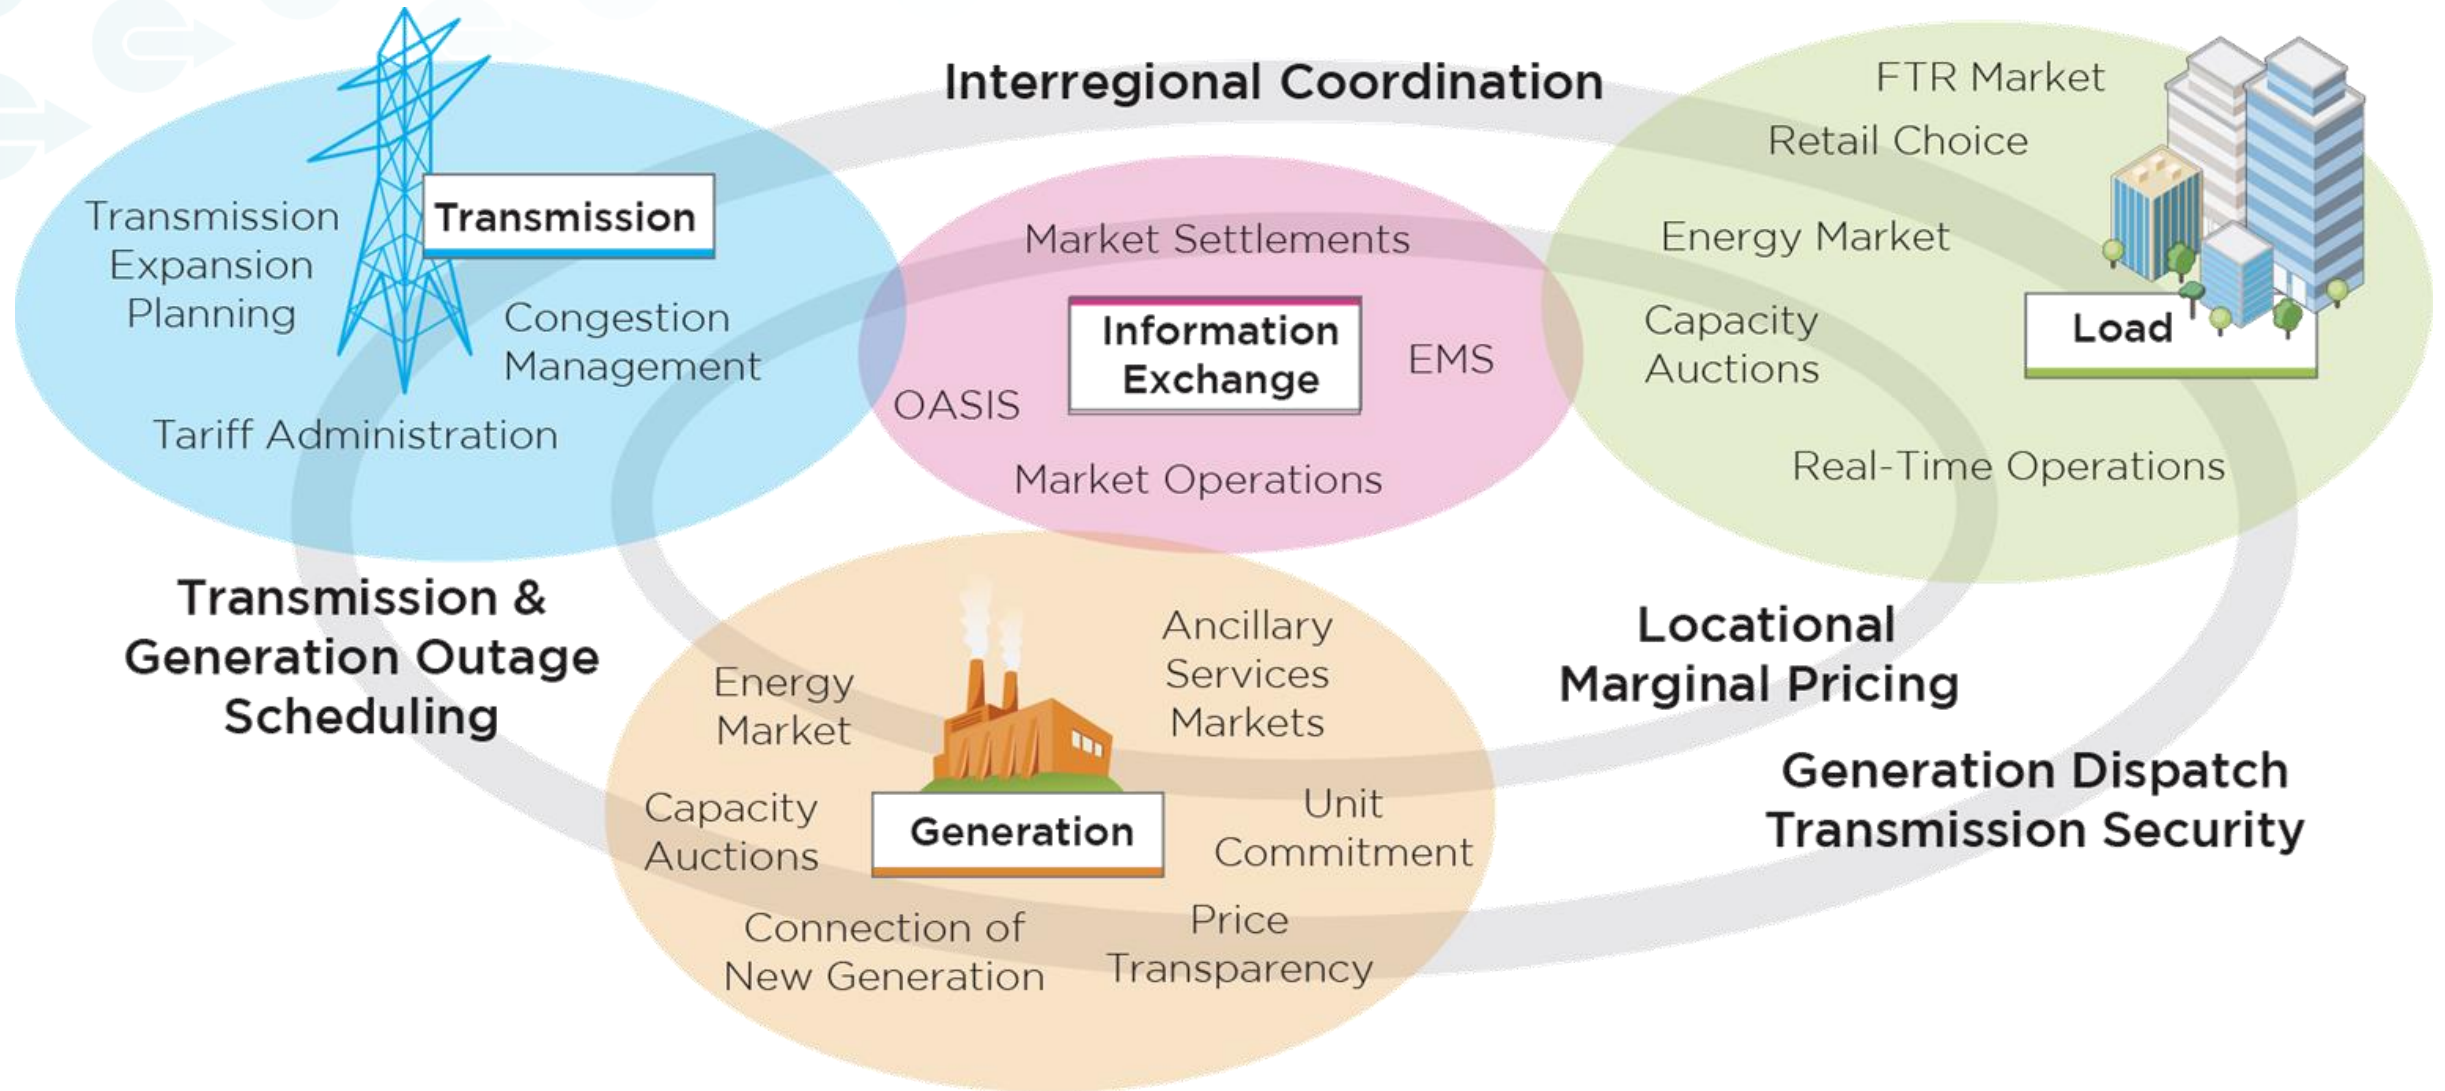 Interregional Coordination
Transmission
Transmission
Expansion
Planning
Congestion
Management
Tariff Administration
Market Settlements
Information
Exchange
EMS
OASIS
Market Operations
FTR Market
Retail Choice
Energy Market
Capacity
Auctions
Load
Real-Time Operations
Transmission &
Generation Outage
Scheduling
Energy
Market
Ancillary
Services
Markets
Capacity
Auctions
Generation
Unit
Commitment
Connection of
New Generation
Price
Transparency
Locational
Marginal Pricing
Generation Dispatch
Transmission Security